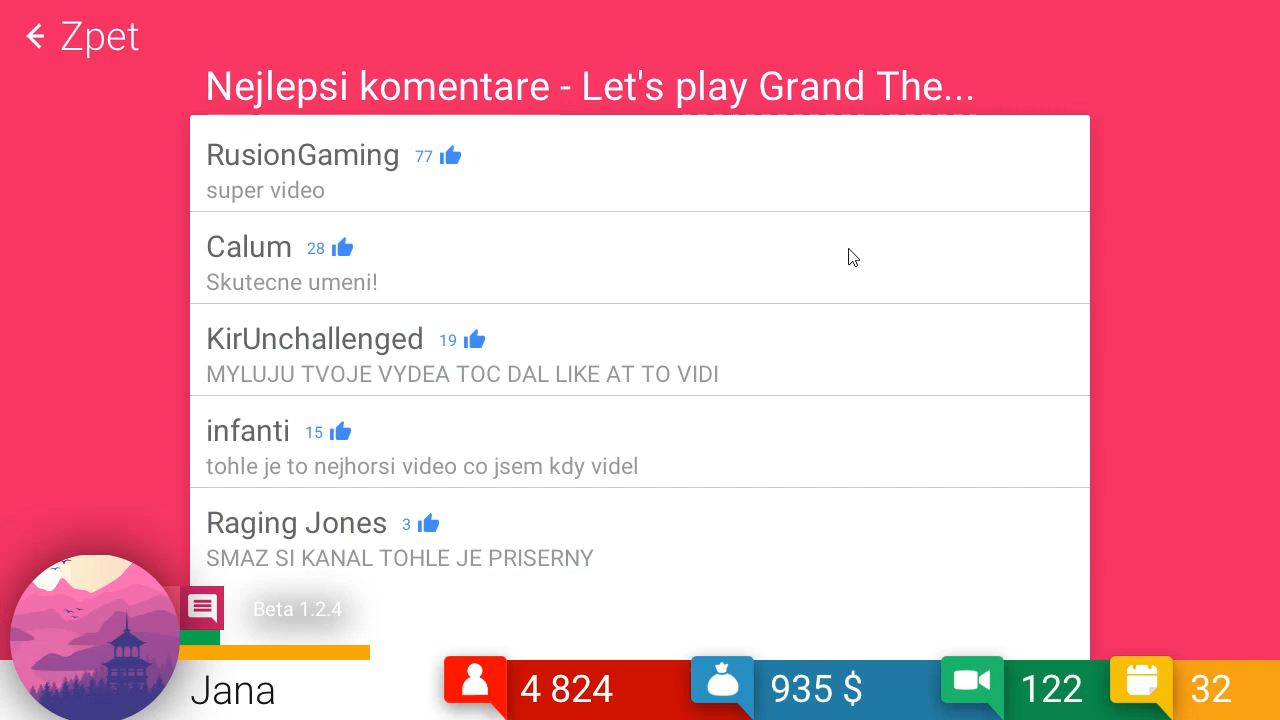 Zpet
Nejlepsi komentare - Let's play Grand The...
RusionGaming 77
super video
Calum 28
Skutecne umeni!
KirUnchallenged 19
MYLUJU TVOJE VYDEA TOC DAL LIKE AT TO VIDI
infanti 15
tohle je to nejhorsi video co jsem kdy videl
Raging Jones 3
SMAZ SI KANAL TOHLE JE PRISERNY
Beta 1.2.4
Jana 4 824 935 $ 122 32